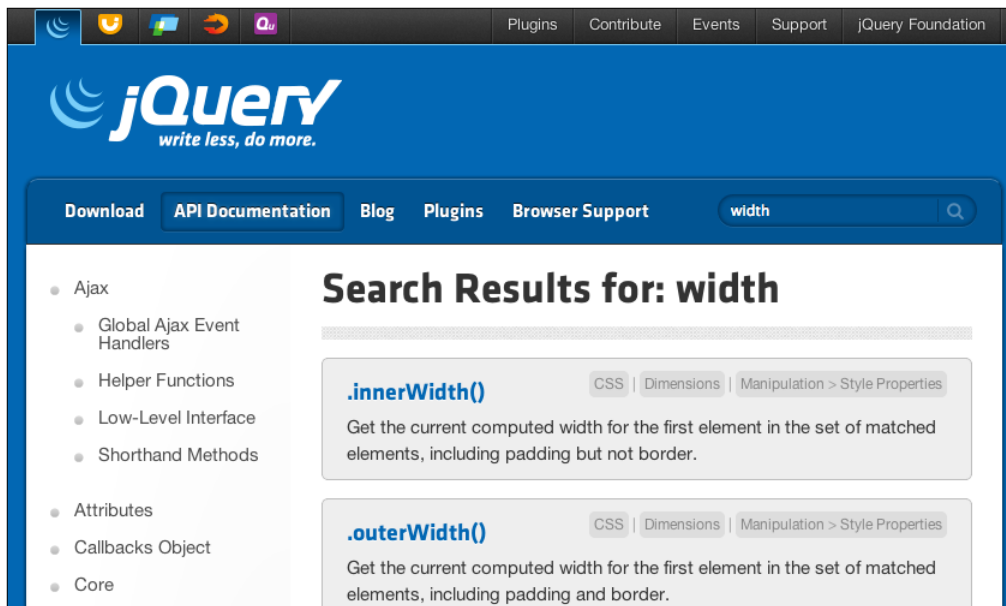 Qu
Plugins Contribute Events Support jQuery Foundation
jQuery
write less, do more.
Download API Documentation Blog Plugins Browser Support width
Ajax
Global Ajax Event
Handlers
Helper Functions
Low-Level Interface
Shorthand Methods
Attributes
Callbacks Object
Core
Search Results for: width
.innerWidth() CSS | Dimensions | Manipulation > Style Properties
Get the current computed width for the first element in the set of matched
elements, including padding but not border.
.outerWidth() CSS | Dimensions | Manipulation > Style Properties
Get the current computed width for the first element in the set of matched
elements, including padding and border.